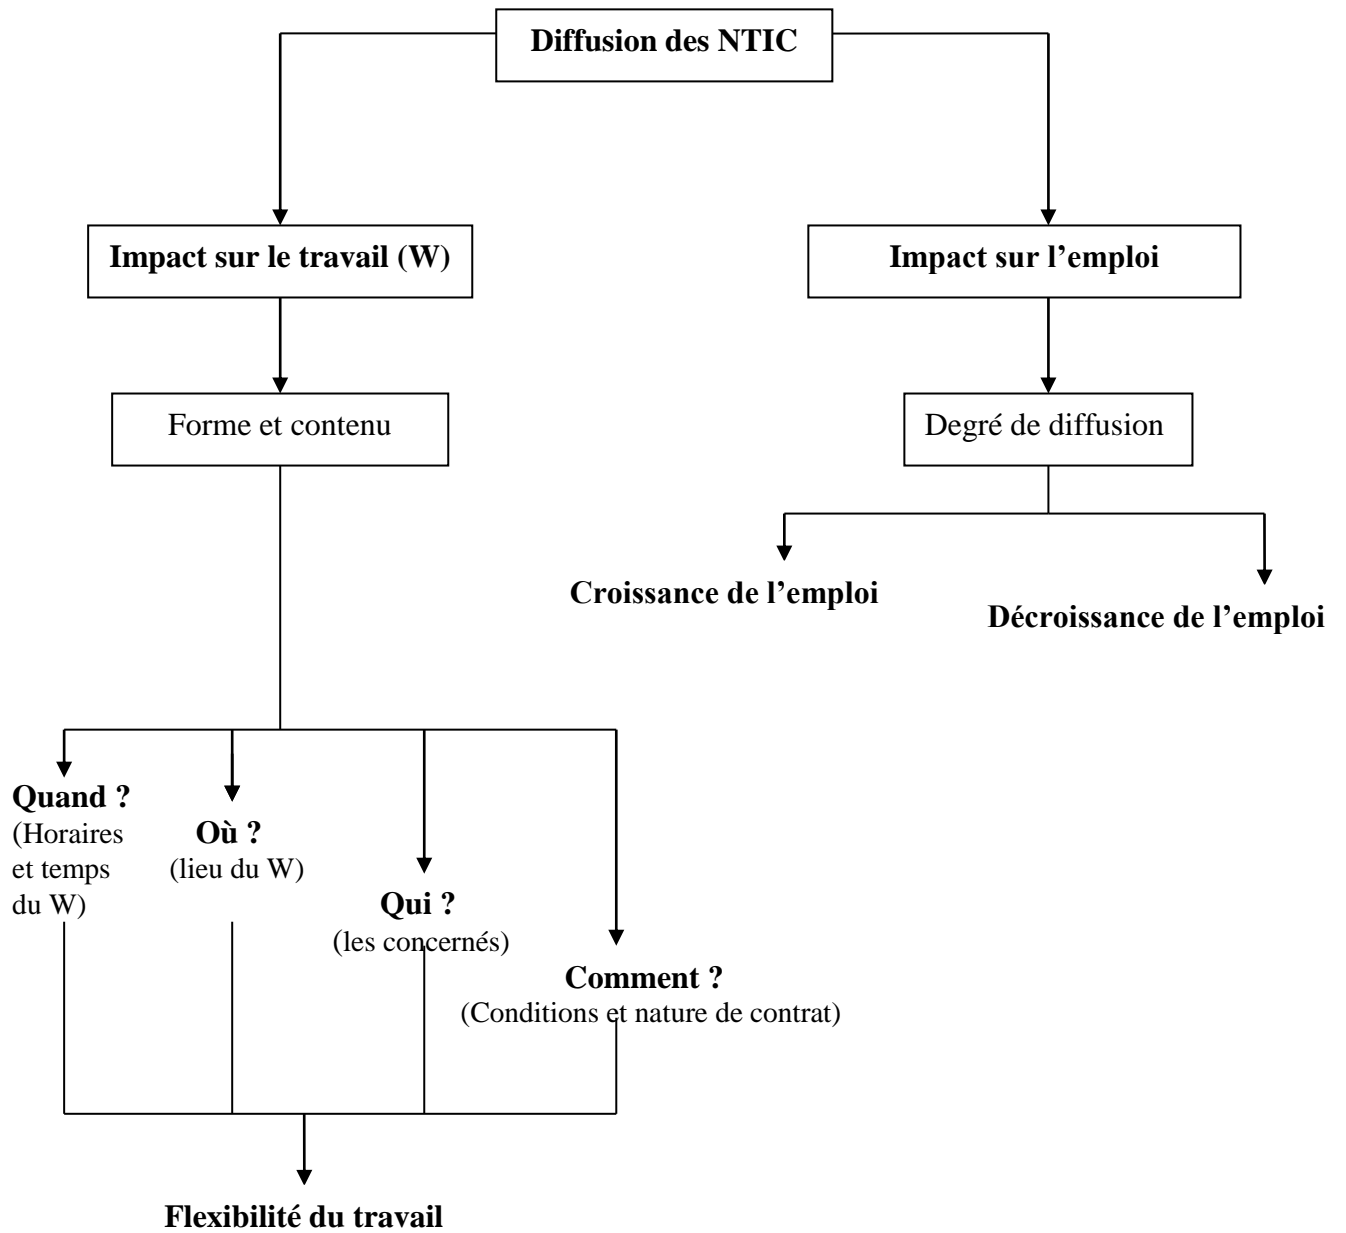 Diffusion des NTIC
Impact sur le travail (W)
Impact sur l’emploi
Forme et contenu
Degré de diffusion
Croissance de l’emploi
Décroissance de l’emploi
Quand ?
(Horaires
et temps
du W)
Où ?
(lieu du W)
Qui ?
(les concernés)
Comment ?
(Conditions et nature de contrat)
Flexibilité du travail